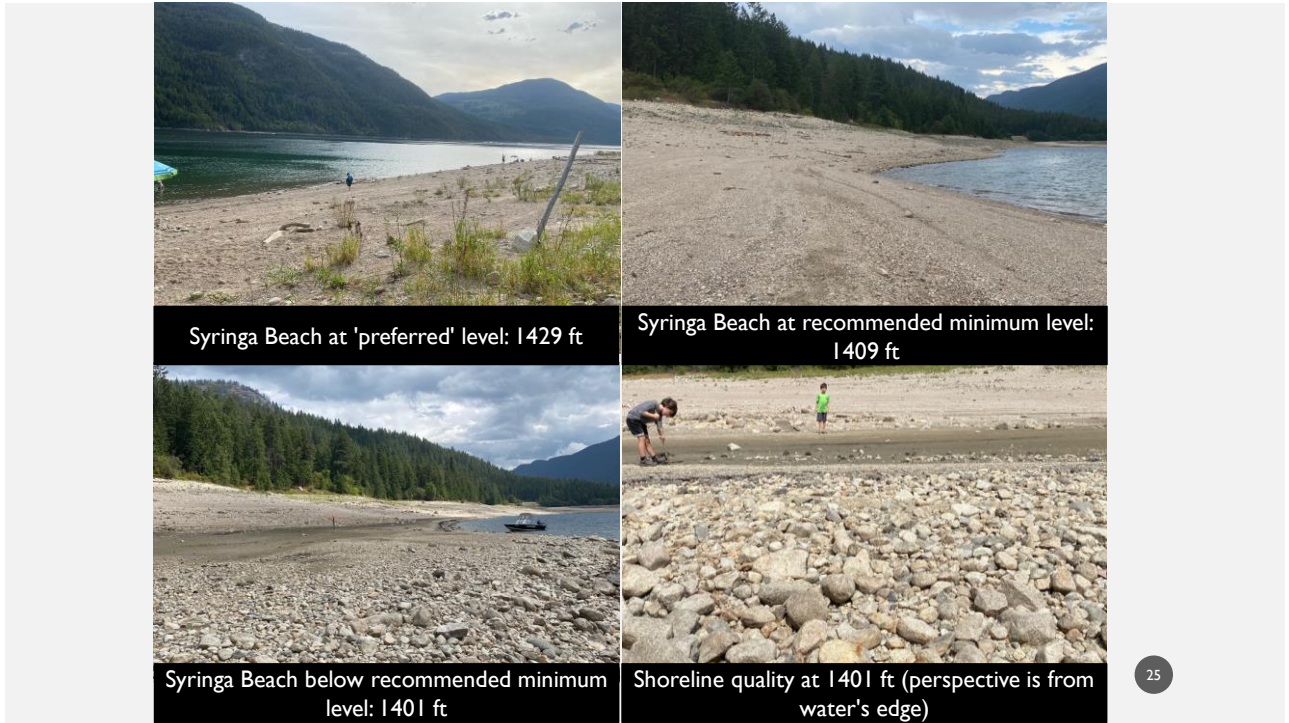 Syringa Beach at 'preferred' level: 1429 ft
Syringa Beach at recommended minimum level:
1409 ft
Syringa Beach below recommended minimum
level: 1401 ft
Shoreline quality at 1401 ft (perspective is from
water's edge)
25